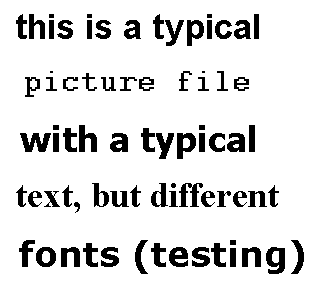 this is a typical
picture file
with a typical
text, but different
fonts (testing)